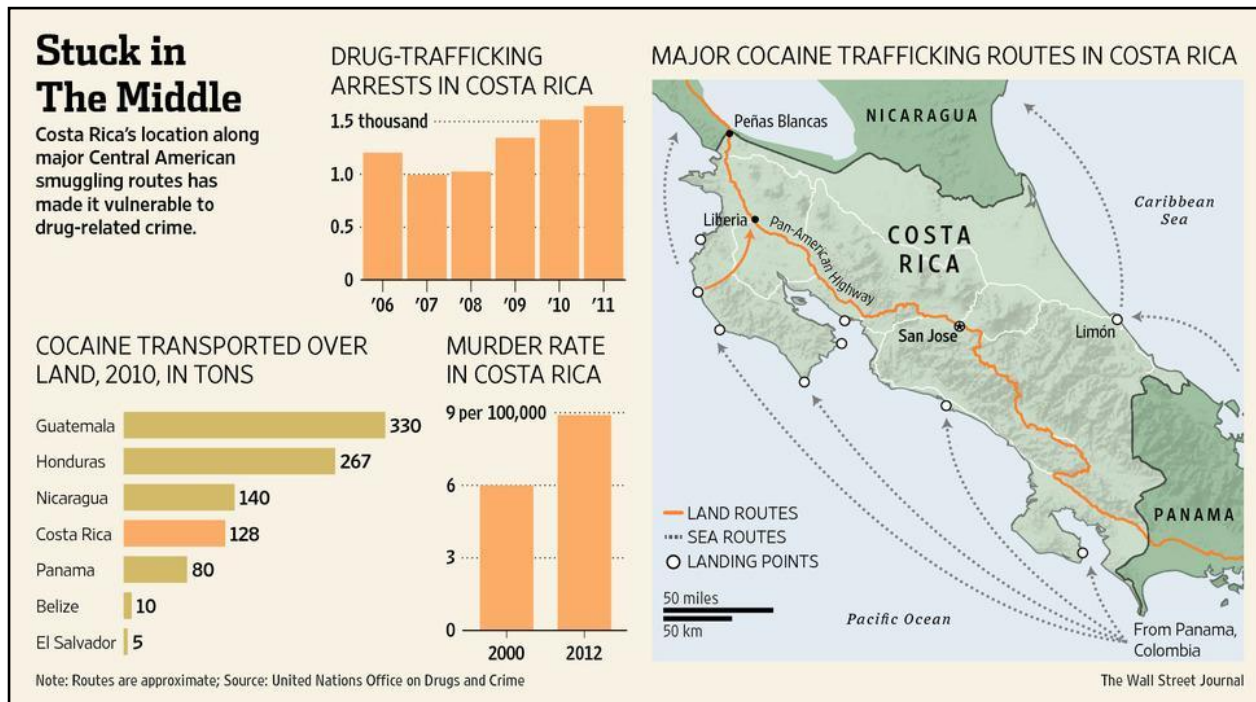 Stuck in
The Middle
Costa Rica's location along
major Central American
smuggling routes has
made it vulnerable to
drug-related crime.
DRUG-TRAFFICKING
ARRESTS IN COSTA RICA
1.5 thousand
1.0
0.5
0
'06 '07 '08 '09 '10 '11
COCAINE TRANSPORTED OVER
LAND, 2010, IN TONS
Guatemala 330
Honduras 267
Nicaragua 140
Costa Rica 128
Panama 80
Belize 10
El Salvador 5
MURDER RATE
IN COSTA RICA
9 per 100,000
6
3
0
2000 2012
MAJOR COCAINE TRAFFICKING ROUTES IN COSTA RICA
NICARAGUA
Peñas Blancas
Caribbean
Sea
Liberia
Pan-American Highway
COSTA
RICA
San Jose
Limón
PANAMA
LAND ROUTES
SEA ROUTES
LANDING POINTS
50 miles
50 km
Pacific Ocean
From Panama,
Colombia
Note: Routes are approximate; Source: United Nations Office on Drugs and Crime
The Wall Street Journal